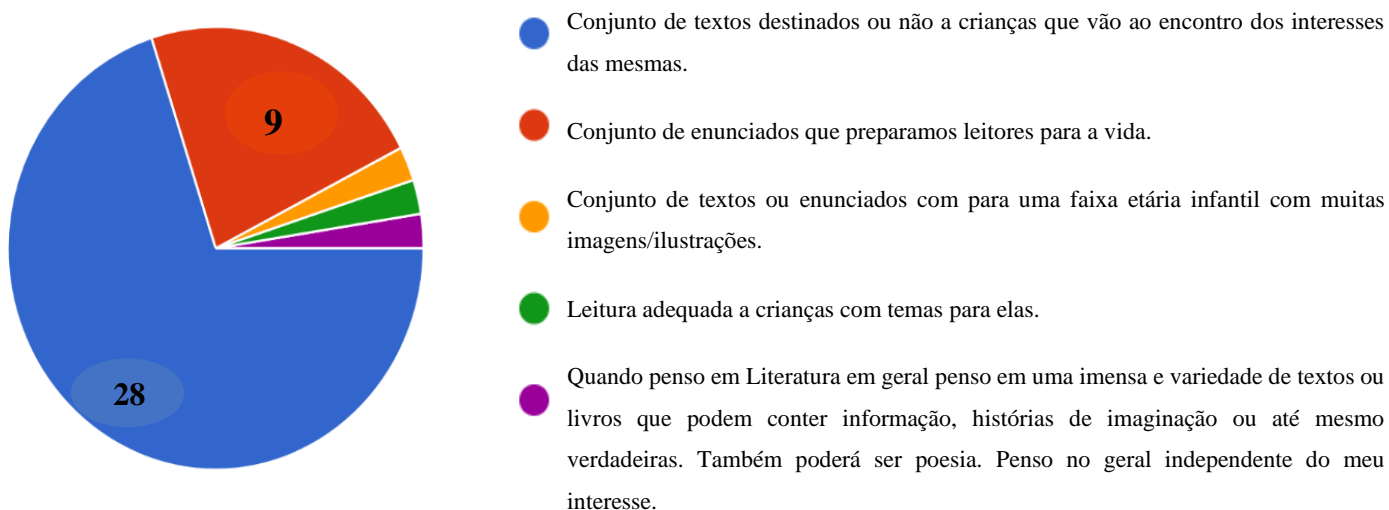 9
28
Conjunto de textos destinados ou não a crianças que vão ao encontro dos interesses
das mesmas.
Conjunto de enunciados que preparamos leitores para a vida.
Conjunto de textos ou enunciados com para uma faixa etária infantil com muitas
imagens/ilustrações.
Leitura adequada a crianças com temas para elas.
Quando penso em Literatura em geral penso em uma imensa e variedade de textos ou
livros que podem conter informação, histórias de imaginação ou até mesmo
verdadeiras. Também poderá ser poesia. Penso no geral independente do meu
interesse.